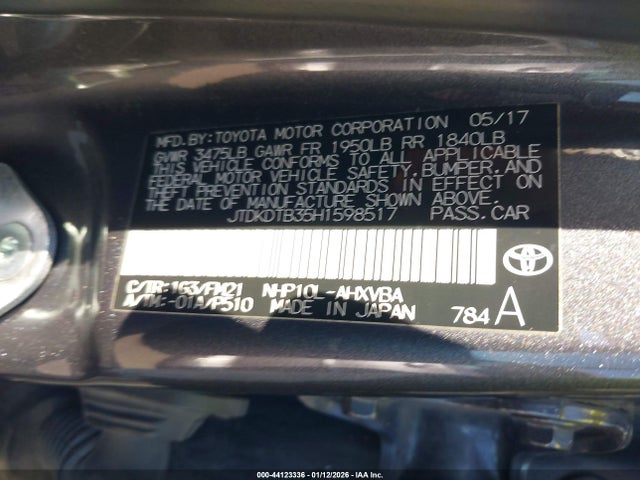 MFD.BY:TOYOTA MOTOR CORPORATION 05/17
GVWR 3475LB GAWR FR 1950LB RR 1840LB
THIS VEHICLE CONFORMS TO ALL APPLICABLE
FEDERAL MOTOR VEHICLE SAFETY,BUMPER,AND
THEFT PREVENTION STANDARDS IN EFFECT ON
THE DATE OF MANUFACTURE SHOWN ABOVE.
JTDKDTB35H1598517 PASS.CAR
C/TR:1G3/FM21 NHP10L-AHXVBA
A/TM:-01A/P510 MADE IN JAPAN 784 A
000-44123336 - 01/12/2026 - IAA Inc.